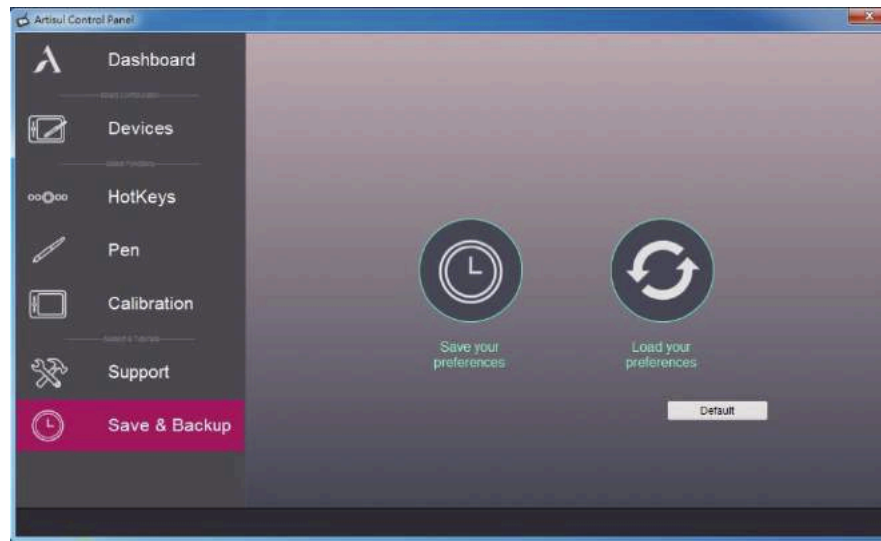 Artisul Control Panel
Dashboard
Devices
HotKeys
Pen
Calibration
Support
Save & Backup
Save your
preferences
Load your
preferences
Default